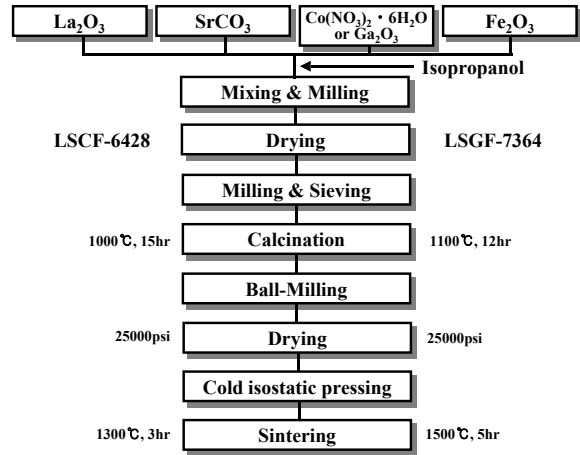 La₂O₃
SrCO₃
Co(NO₃)₂・6H₂O
or Ga₂O₃
Fe₂O₃
Isopropanol
Mixing & Milling
LSCF-6428
Drying
LSGF-7364
Milling & Sieving
1000℃, 15hr
Calcination
1100℃, 12hr
Ball-Milling
25000psi
Drying
25000psi
Cold isostatic pressing
1300℃, 3hr
Sintering
1500℃, 5hr